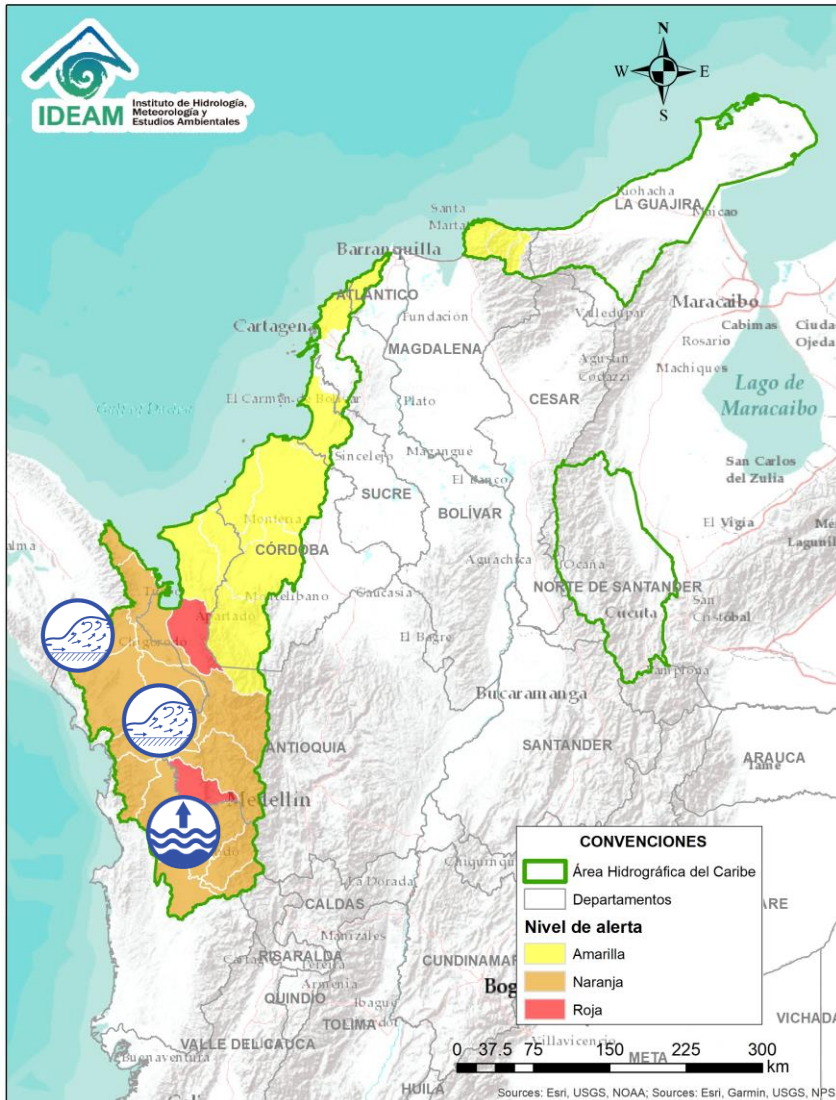 IDEAM
Instituto de Hidrología,
Meteorología y
Estudios Ambientales
N
W
E
S
Riohacha
LA GUAJIRA
Maicao
Santa
Marta
Barranquilla
ATLÁNTICO
Cartagena
Fundación
Valledupar
Maracaibo
Cabimas
Ciudad
Ojeda
Rosario
Machiques
MAGDALENA
Agustín
Codazzi
CESAR
Lago de
Maracaibo
El Carmen de Bolívar
Plato
Sincelejo
Magangué
San Carlos
del Zulia
El Banco
SUCRE
BOLÍVAR
Montería
El Vigía
CÓRDOBA
Aguachica
Ocaña
NORTE DE SANTANDER
Montelíbano
Caucasia
Cúcuta
San
Cristóbal
Apartadó
Chigorodó
El Bagre
Pamplona
Bucaramanga
ANTIOQUIA
SANTANDER
ARAUCA
Tame
Medellín
CONVENCIONES
Área Hidrográfica del Caribe
Departamentos
Nivel de alerta
Amarilla
Naranja
Roja
La Dorada
CALDAS
Manizales
RISARALDA
Pereira
Armenia
QUINDÍO
Ibague
TOLIMA
CUNDINAMAR
Bog
VICHADA
Villavicencio
META
VALLE DEL CAUCA
Buenaventura
HUILA
0 37.5 75 150 225 300
km
Sources: Esri, USGS, NOAA; Sources: Esri, Garmin, USGS, NPS